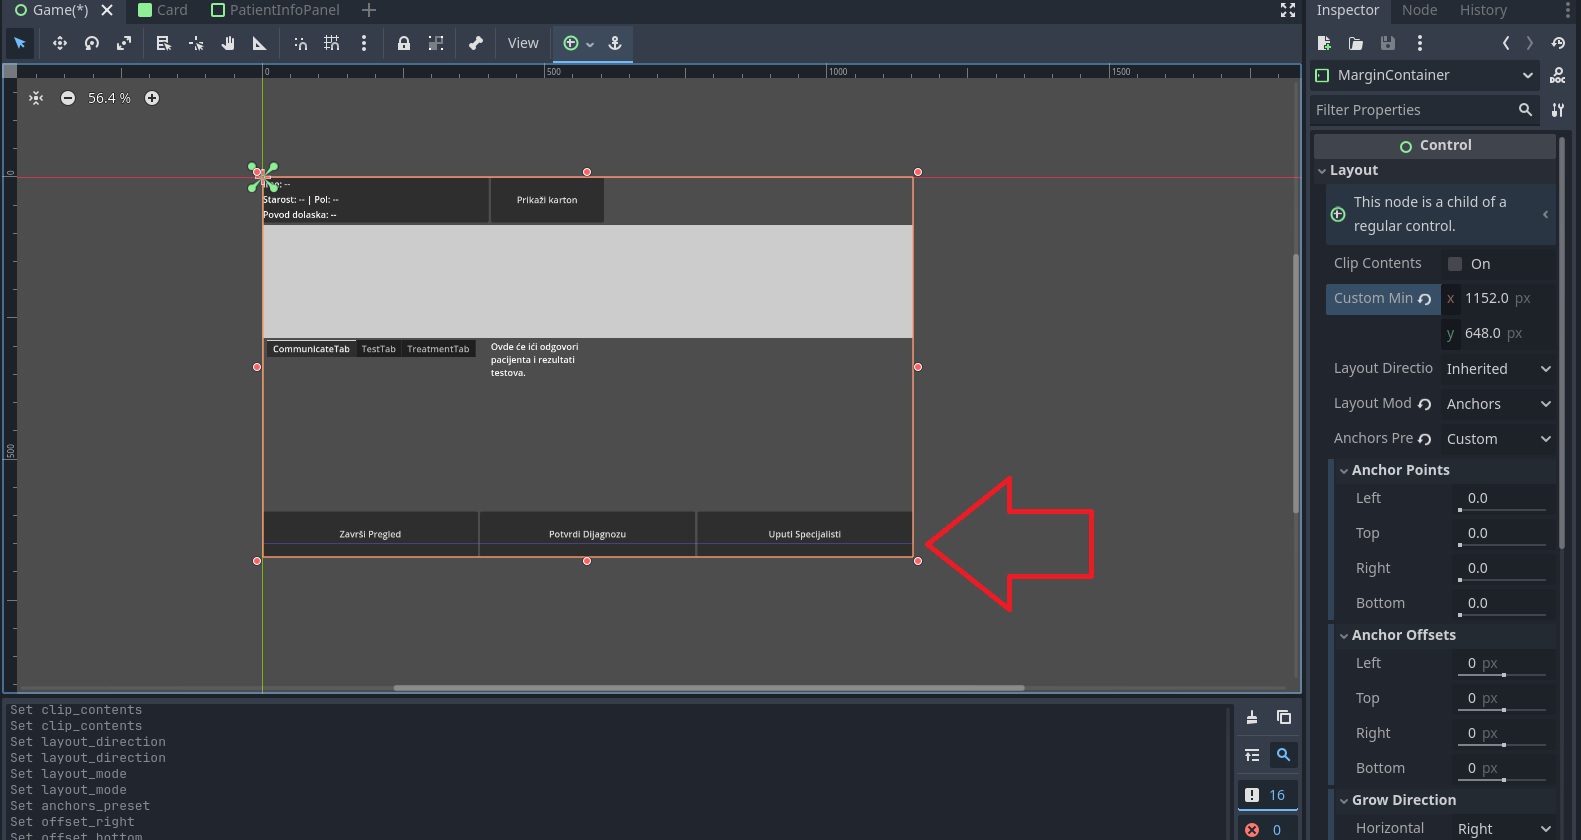 Game(*)
Card
PatientInfoPanel
Inspector
Node
History
View
MarginContainer
DOC
0
500
1000
1500
56.4 %
Filter Properties
Control
Layout
This node is a child of a
regular control.
Clip Contents
On
Custom Min
x
1152.0 px
y
648.0 px
Layout Directio
Inherited
Layout Mod
Anchors
Anchors Pre
Custom
Anchor Points
Left
0.0
Top
0.0
Right
0.0
Bottom
0.0
Anchor Offsets
Left
0 px
Top
0 px
Right
0 px
Bottom
0 px
Grow Direction
Horizontal
Right
0
500
Starost: -- | Pol: --
Povod dolaska: --
Prikaži karton
CommunicateTab
TestTab
TreatmentTab
Ovde će ići odgovori
pacijenta i rezultati
testova.
Završi Pregled
Potvrdi Dijagnozu
Uputi Specijalisti
Set clip_contents
Set clip_contents
Set layout_direction
Set layout_direction
Set layout_mode
Set layout_mode
Set anchors_preset
Set offset_right
Set offset_bottom
16
0